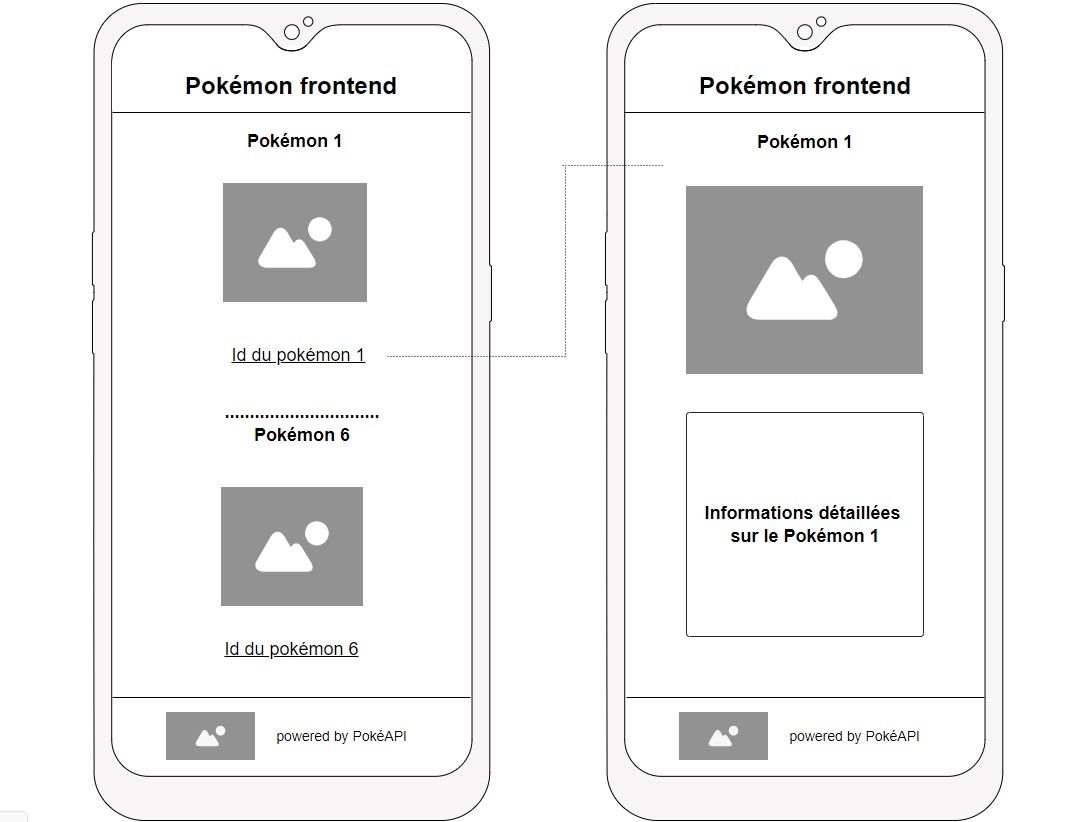 Pokémon frontend
Pokémon 1
Id du pokémon 1
...............................
Pokémon 6
Id du pokémon 6
powered by PokéAPI
Pokémon frontend
Pokémon 1
Informations détaillées
sur le Pokémon 1
powered by PokéAPI